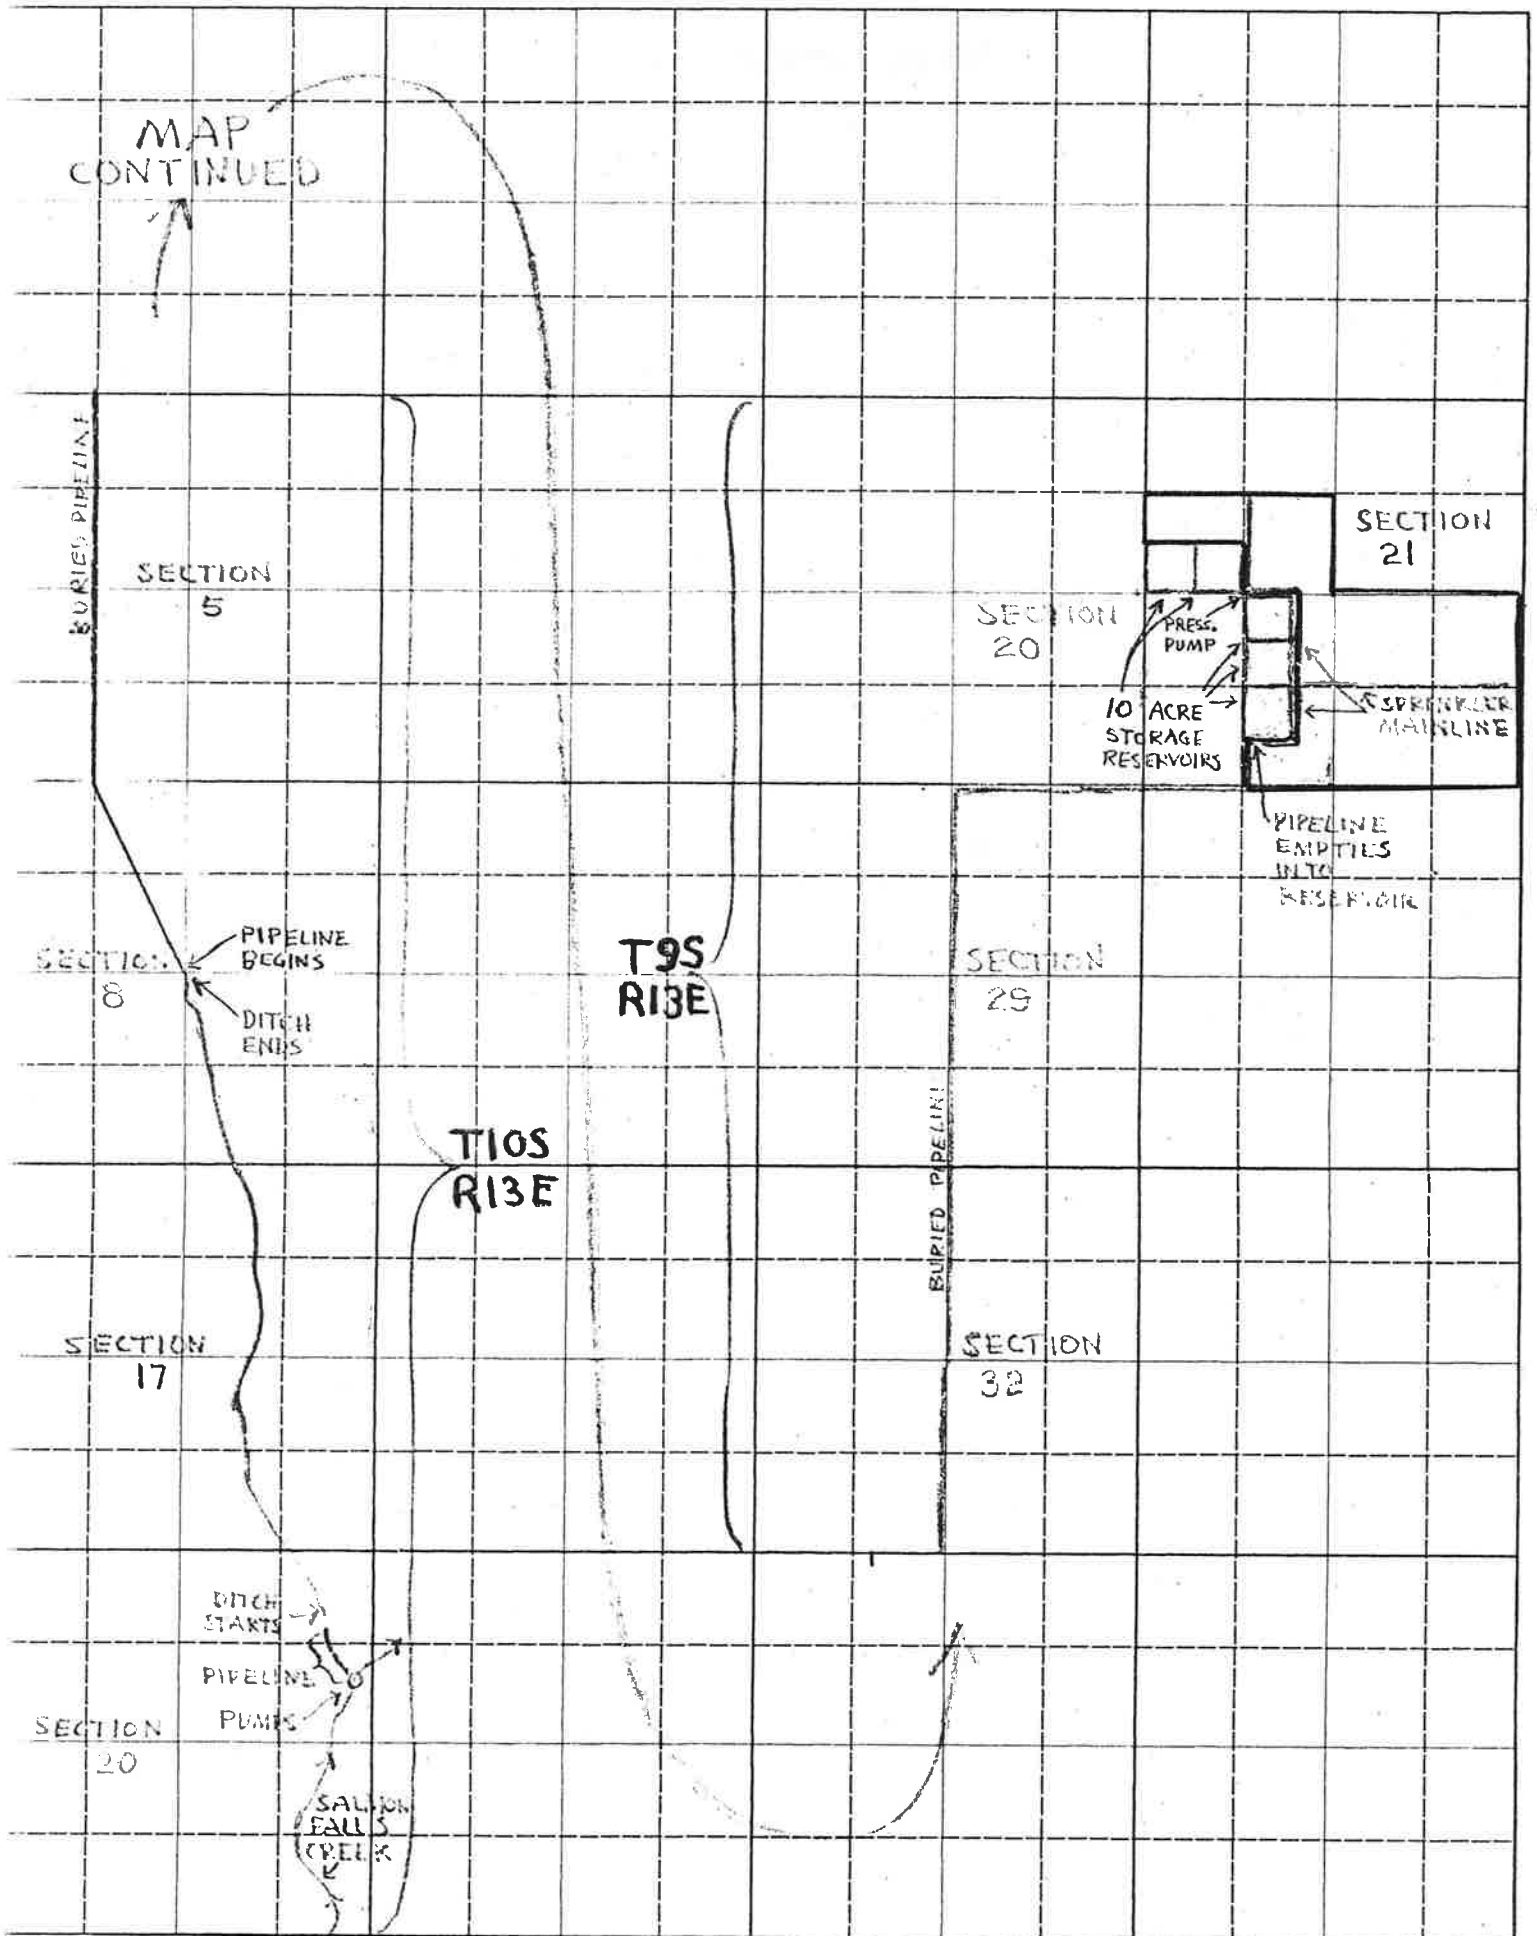 MAP
CONTINUED
BURIED PIPELINE
SECTION
5
SECTION
21
SECTION
20
PRESS.
PUMP
10 ACRE
STORAGE
RESERVOIRS
SPRINKLER
MAINLINE
PIPELINE
EMPTIES
INTO
RESERVOIR
PIPELINE
BEGINS
SECTION
8
DITCH
ENDS
T9S
R13E
SECTION
29
T10S
R13E
BURIED PIPELINE
SECTION
17
SECTION
32
DITCH
STARTS
PIPELINE
PUMPS
SECTION
20
SALMON
FALLS
CREEK